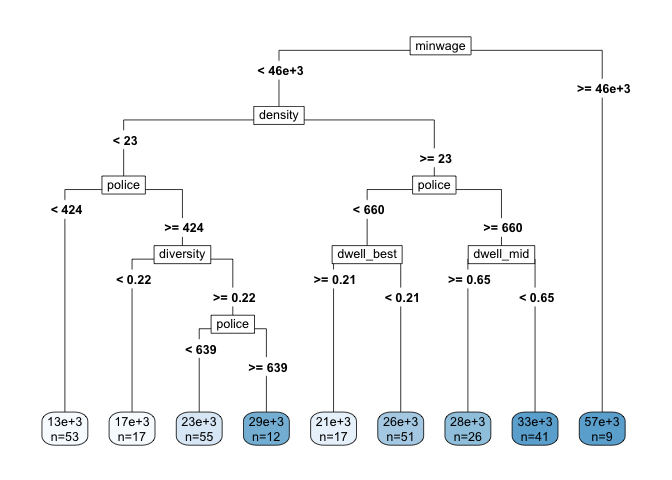 minwage
< 46e+3
>= 46e+3
density
< 23
>= 23
police
police
< 424
>= 424
< 660
>= 660
diversity
dwell_best
dwell_mid
< 0.22
>= 0.22
>= 0.21
< 0.21
>= 0.65
< 0.65
police
< 639
>= 639
13e+3
n=53
17e+3
n=17
23e+3
n=55
29e+3
n=12
21e+3
n=17
26e+3
n=51
28e+3
n=26
33e+3
n=41
57e+3
n=9